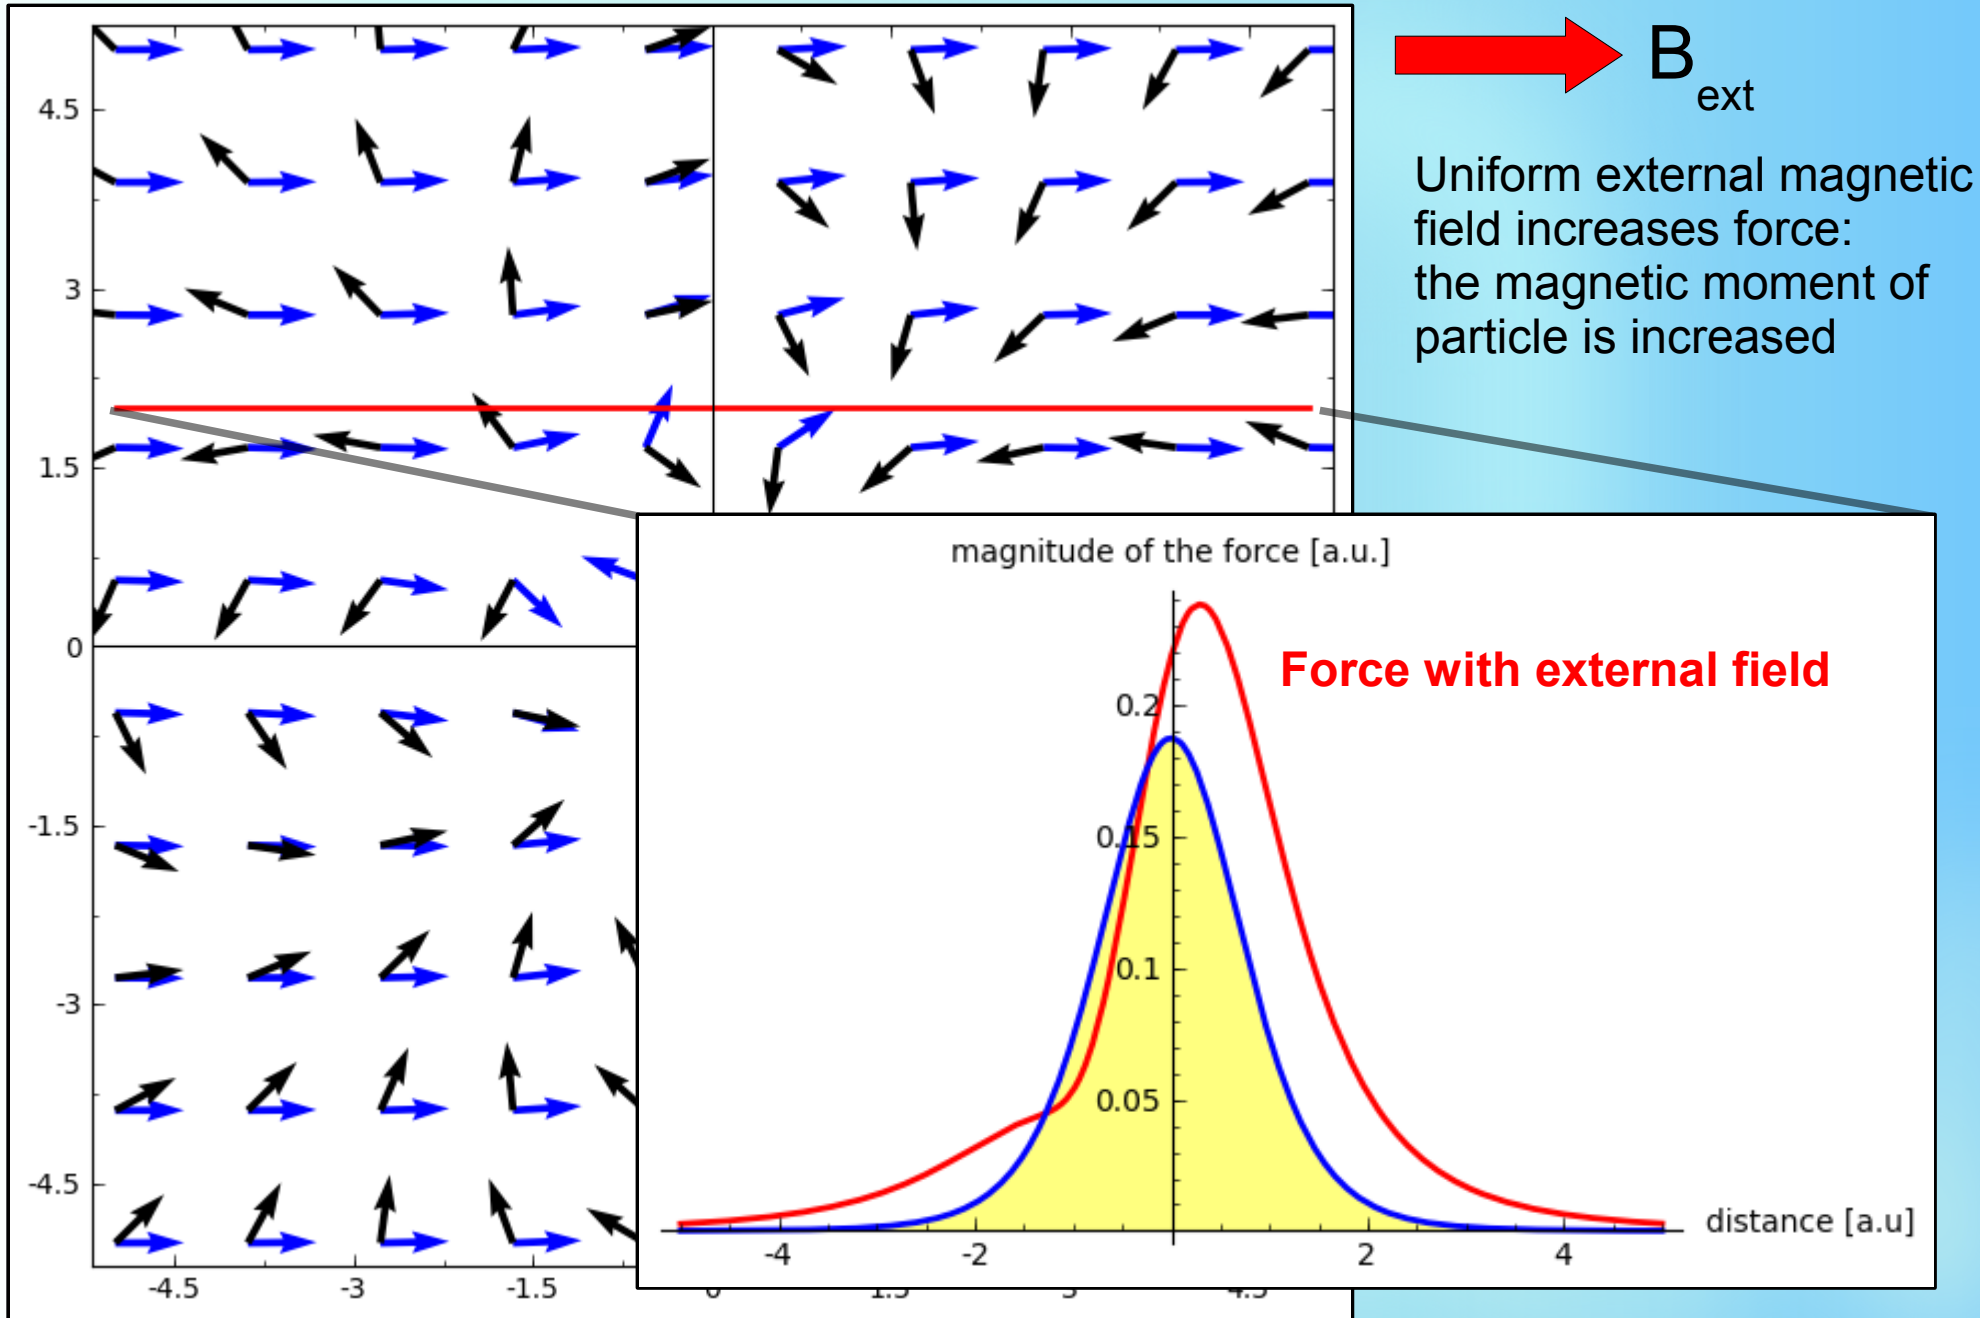 B
ext
Uniform external magnetic
field increases force:
the magnetic moment of
particle is increased
4.5
3
1.5
0
-1.5
-3
-4.5
-4.5
-3
-1.5
magnitude of the force [a.u.]
Force with external field
0.2
0.15
0.1
0.05
distance [a.u]
-4
-2
2
4